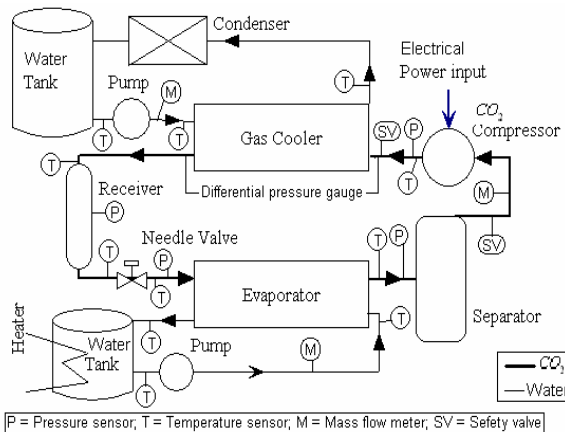 Water
Tank
Condenser
Pump
M
T
T
T
Electrical
Power input
CO2
Compressor
Gas Cooler
SV
P
T
M
SV
T
Receiver
P
Differential pressure gauge
Needle Valve
T
P
T
T
P
Evaporator
Separator
Heater
Water
Tank
T
T
Pump
M
T
CO2
Water
P = Pressure sensor; T = Temperature sensor; M = Mass flow meter; SV = Sefety valve